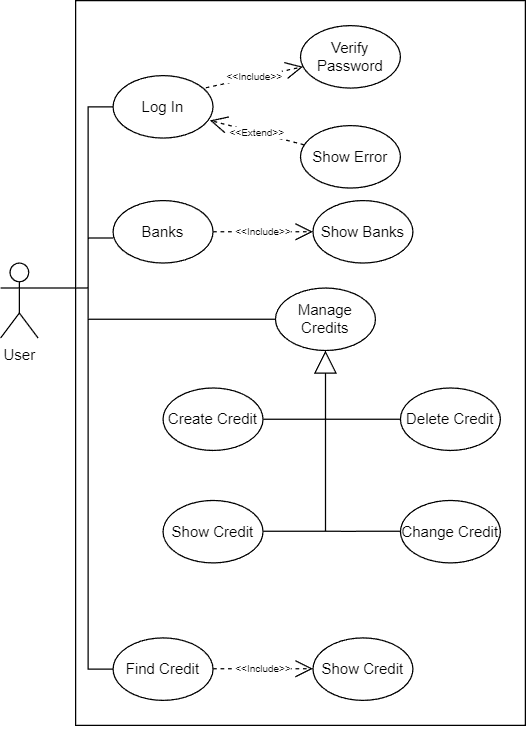 Verify
Password
<<Include>>
Log In
<<Extend>>
Show Error
Banks
<<Include>>
Show Banks
User
Manage
Credits
Create Credit
Delete Credit
Show Credit
Change Credit
Find Credit
<<Include>>
Show Credit